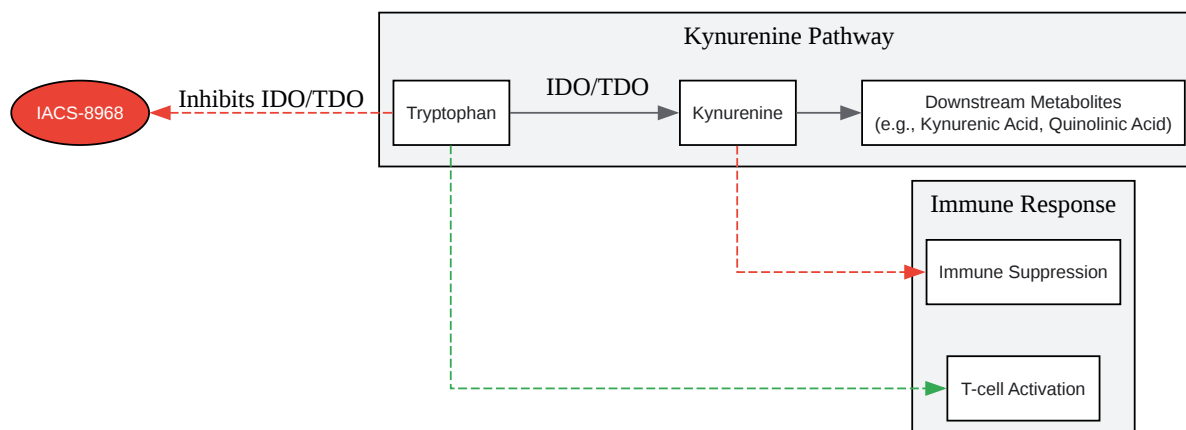 Kynurenine Pathway
IACS-8968
Inhibits IDO/TDO
Tryptophan
IDO/TDO
Kynurenine
Downstream Metabolites
(e.g., Kynurenic Acid, Quinolinic Acid)
Immune Response
Immune Suppression
T-cell Activation